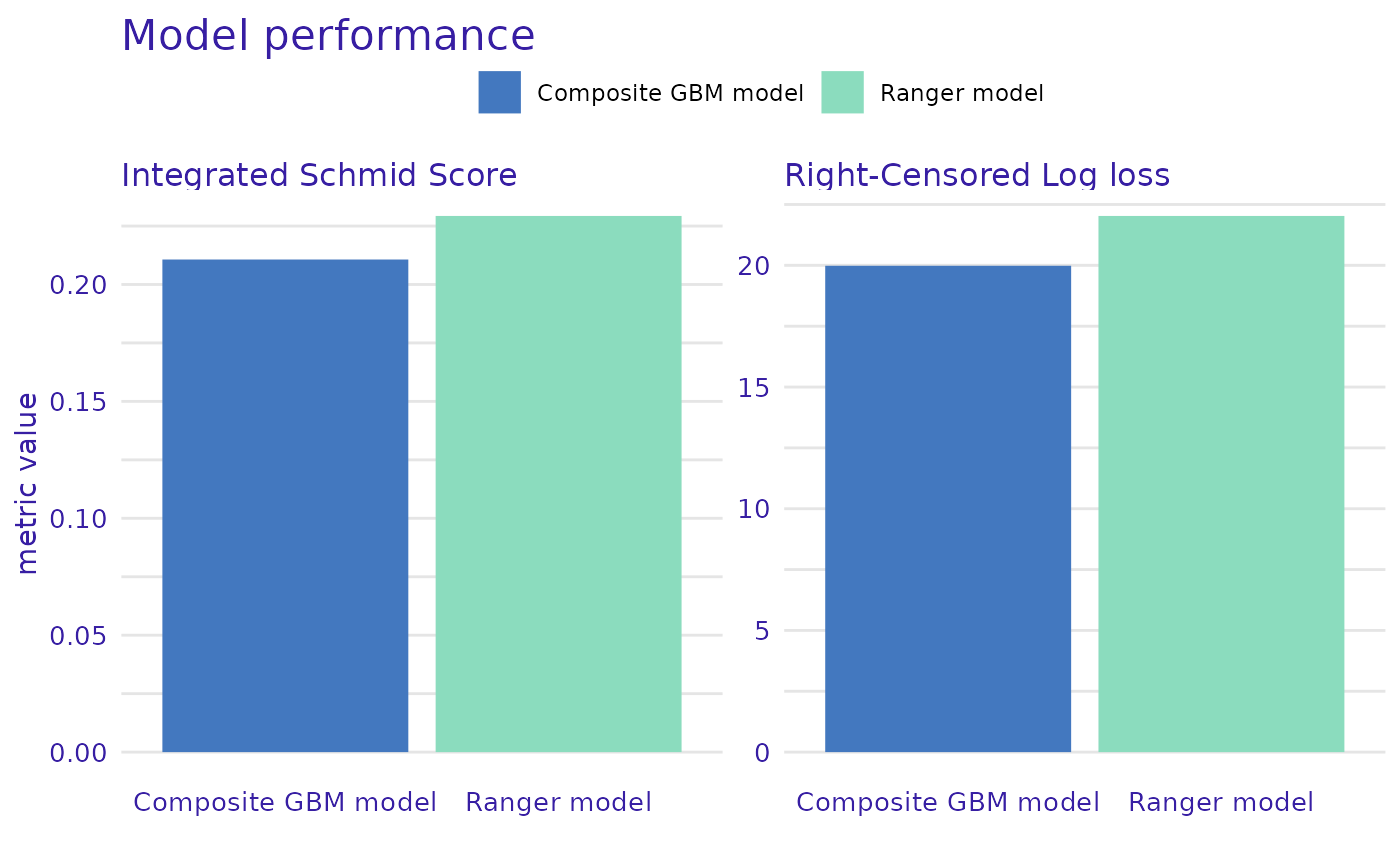 Model performance
Composite GBM model
Ranger model
Integrated Schmid Score
Right-Censored Log loss
metric value
0.20
0.15
0.10
0.05
0.00
20
15
10
5
0
Composite GBM model
Ranger model
Composite GBM model
Ranger model